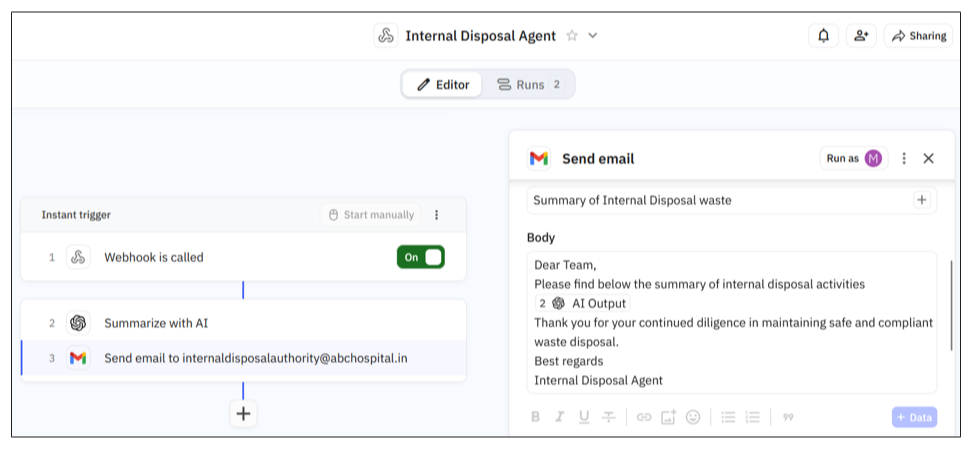 Internal Disposal Agent
Sharing
Editor
Runs 2
Instant trigger
Start manually
1 Webhook is called
On
2 Summarize with AI
3 Send email to internaldisposalauthority@abchospital.in
Send email
Run as M
Summary of Internal Disposal waste
Body
Dear Team,
Please find below the summary of internal disposal activities
2 AI Output
Thank you for your continued diligence in maintaining safe and compliant
waste disposal.
Best regards
Internal Disposal Agent
B I U T
+ Data